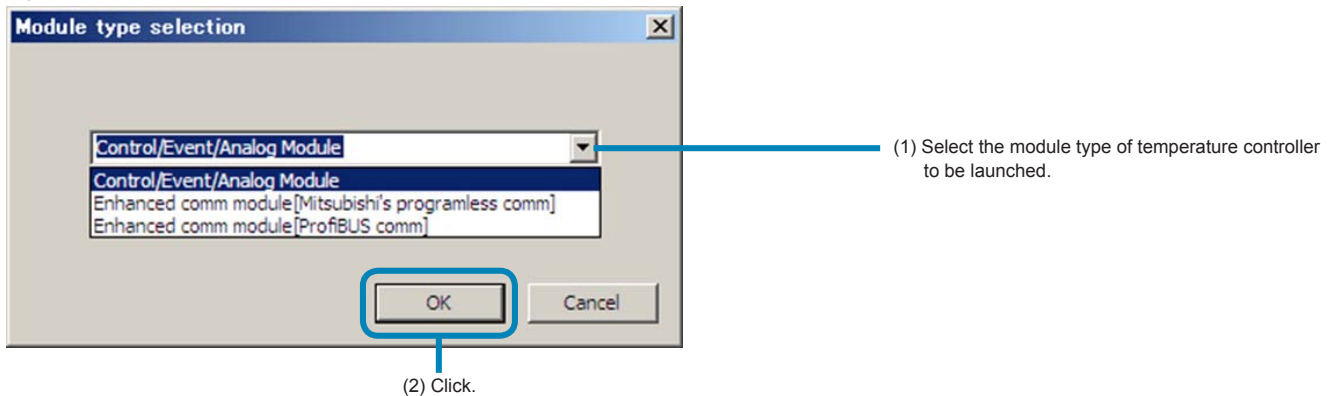 Module type selection
Control/Event/Analog Module
(1) Select the module type of temperature controller
to be launched.
Control/Event/Analog Module
Enhanced comm module[Mitsubishi's programless comm]
Enhanced comm module[ProfiBUS comm]
OK
Cancel
(2) Click.